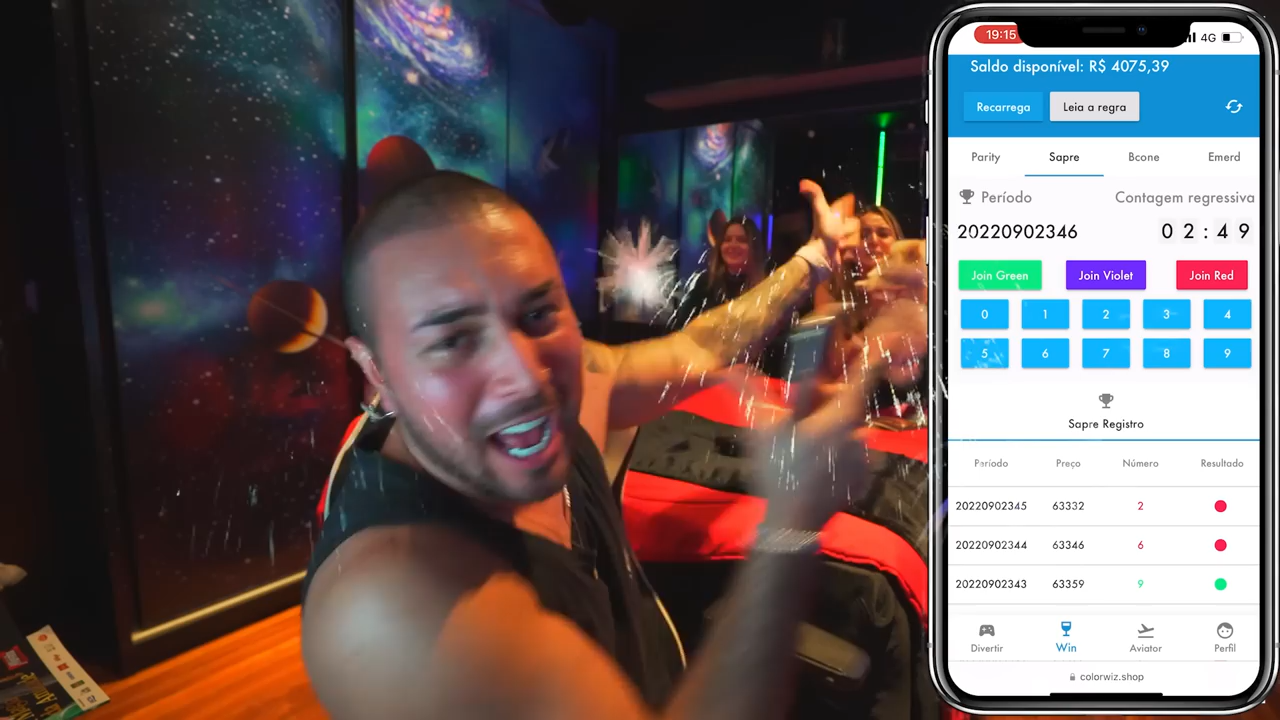 19:15
4G
Saldo disponível: R$ 4075,39
Recarrega Leia a regra
Parity Sapre Bcone Emerd
Período Contagem regressiva
20220902346 02:49
Join Green Join Violet Join Red
0 1 2 3 4
5 6 7 8 9
Sapre Registro
Período Preço Número Resultado
20220902345 63332 2
20220902344 63346 6
20220902343 63359 9
Divertir Win Aviator Perfil
colorwiz.shop